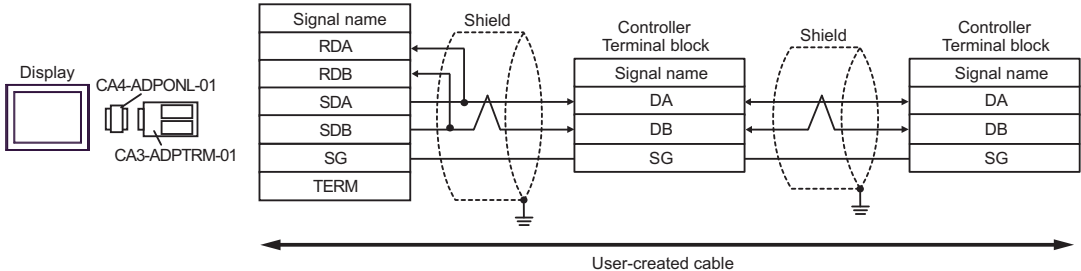 Display
CA4-ADPONL-01
CA3-ADPTRM-01
Signal name
RDA
RDB
SDA
SDB
SG
TERM
Shield
Controller
Terminal block
Signal name
DA
DB
SG
Shield
Controller
Terminal block
Signal name
DA
DB
SG
User-created cable